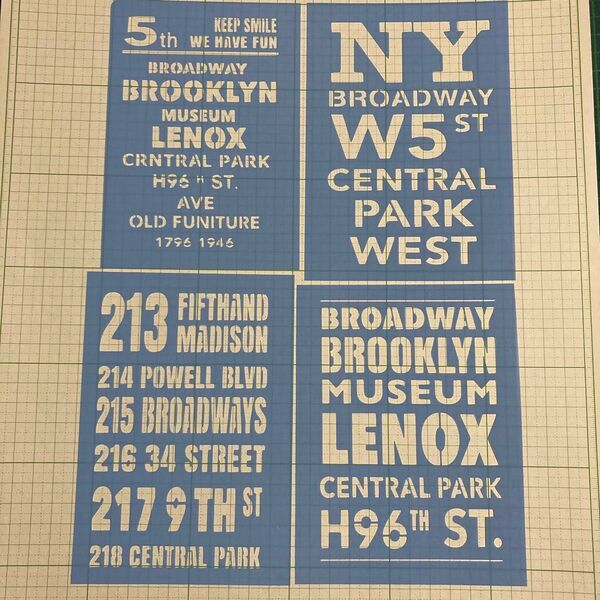 5th KEEP SMILE
WE HAVE FUN
BROADWAY
BROOKLYN
MUSEUM
LENOX
CRNTRAL PARK
H96 H ST.
AVE
OLD FUNITURE
1796 1946
NY
BROADWAY
W5 ST
CENTRAL
PARK
WEST
213 FIFTHAND
MADISON
214 POWELL BLVD
215 BROADWAYS
216 34 STREET
217 9 TH ST
218 CENTRAL PARK
BROADWAY
BROOKLYN
MUSEUM
LENOX
CENTRAL PARK
H96TH ST.